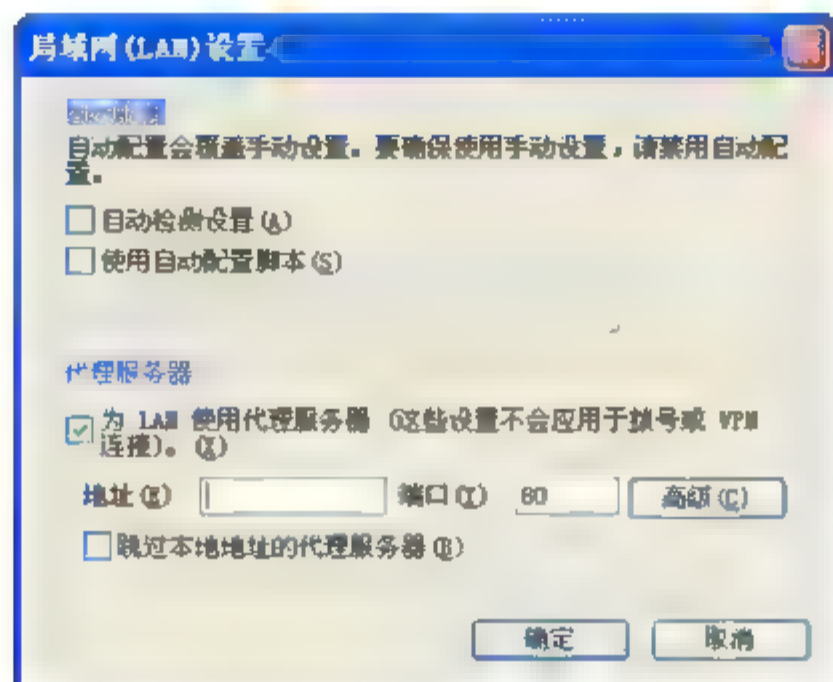 局域网(LAN)设置
自动配置会覆盖手动设置。要确保使用手动设置，请禁用自动配
置。
自动检测设置(A)
使用自动配置脚本(S)
代理服务器
为 LAN 使用代理服务器 (这些设置不会应用于拨号或 VPN
连接)。(X)
地址(E) 端口(T) 80 高级(C)
跳过本地地址的代理服务器(B)
确定 取消